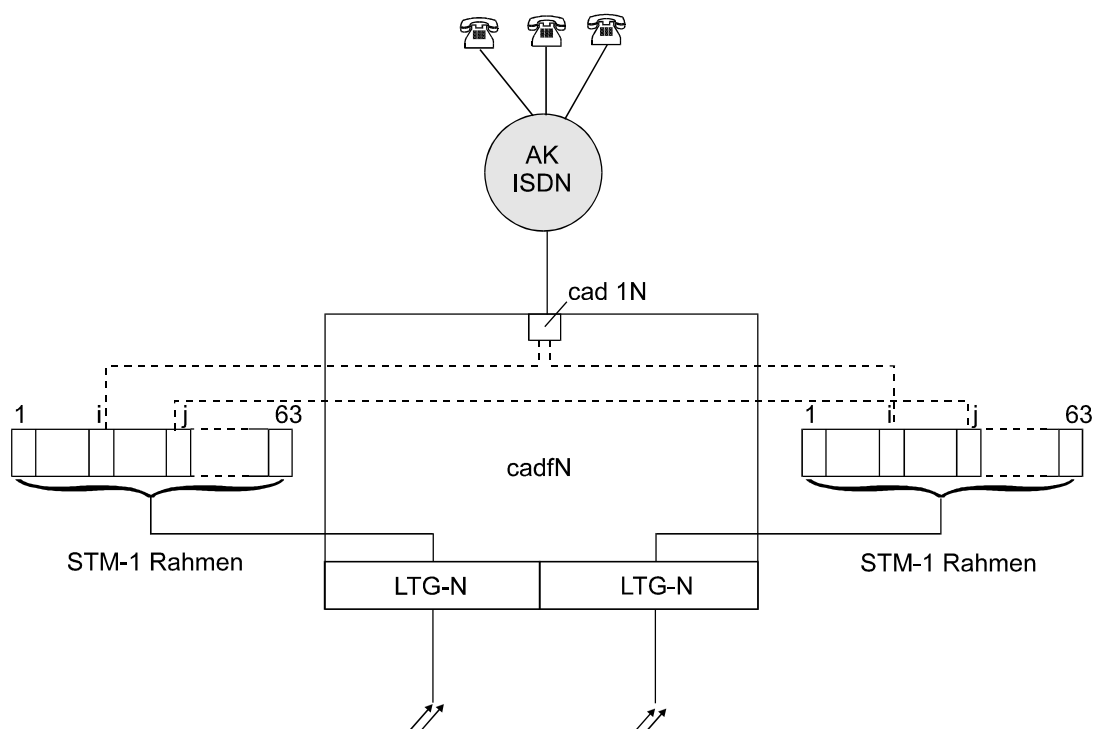 AK
ISDN
cad 1N
1 i j 63
1 i j 63
cadfN
STM-1 Rahmen
STM-1 Rahmen
LTG-N
LTG-N